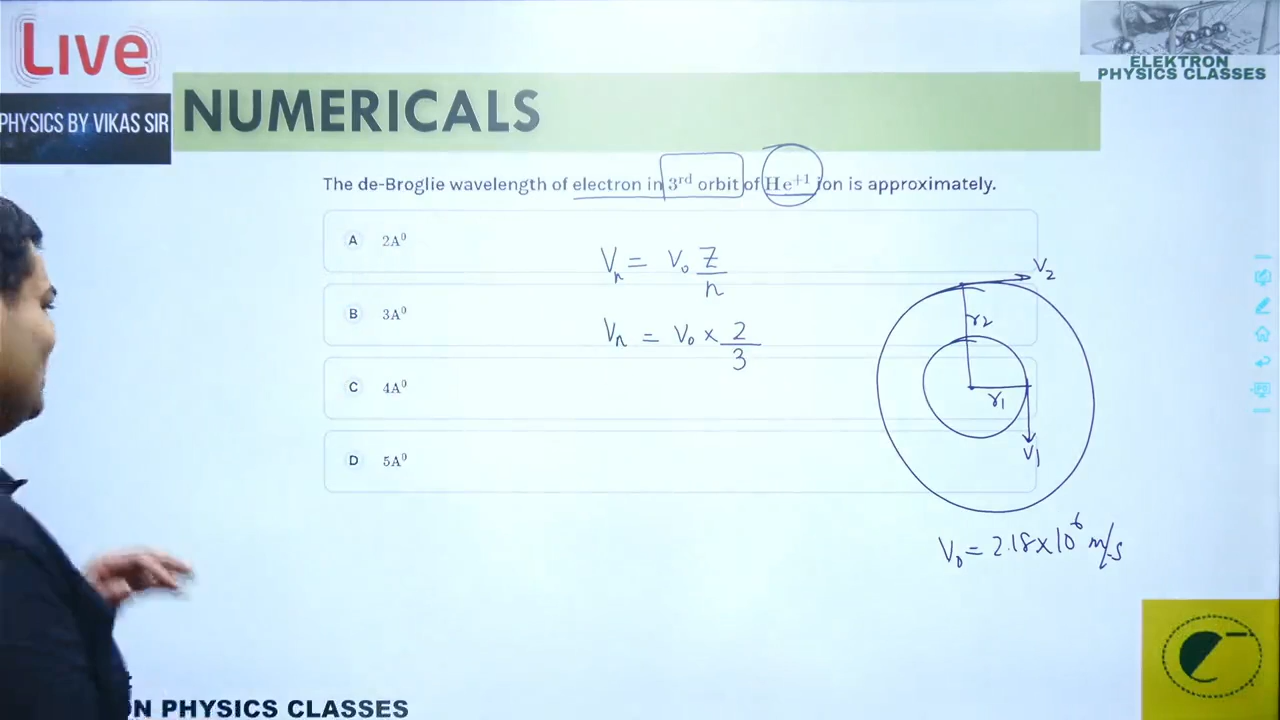 Live
PHYSICS BY VIKAS SIR
NUMERICALS
ELEKTRON
PHYSICS CLASSES
The de-Broglie wavelength of electron in 3rd orbit of He+1 ion is approximately.
A 2A⁰
B 3A⁰
C 4A⁰
D 5A⁰
Vn = V₀ Z/n
Vn = V₀ × 2/3
V₂
r₂
r₁
V₁
V₀ = 2.18×10⁶ m/s
N PHYSICS CLASSES